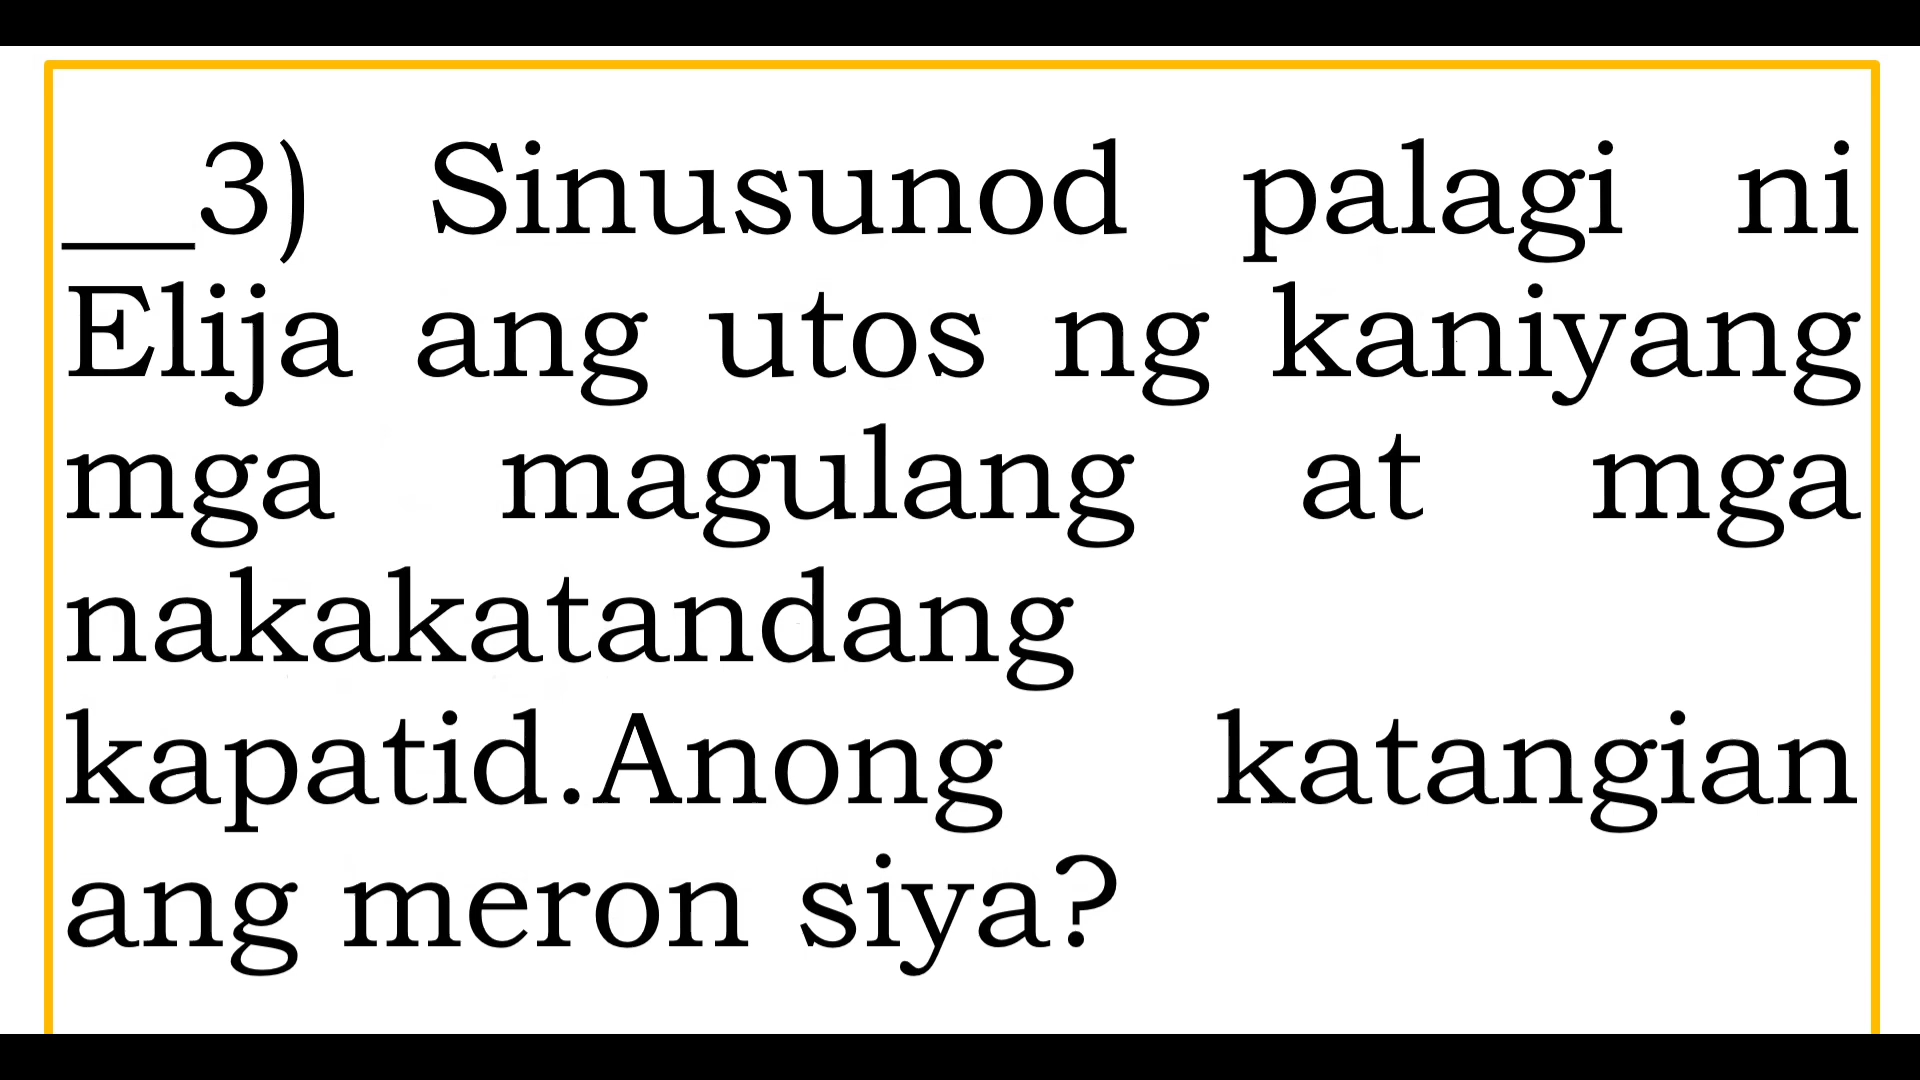 __3) Sinusunod palagi ni
Elija ang utos ng kaniyang
mga magulang at mga
nakakatandang
kapatid.Anong katangian
ang meron siya?